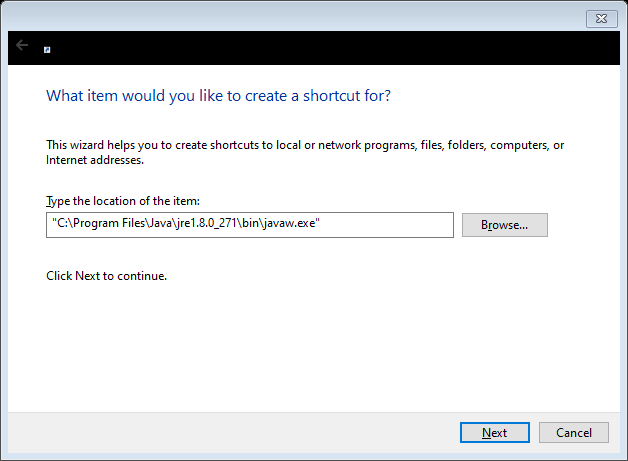 What item would you like to create a shortcut for?
This wizard helps you to create shortcuts to local or network programs, files, folders, computers, or
Internet addresses.
Type the location of the item:
"C:\Program Files\Java\jre1.8.0_271\bin\javaw.exe"
Browse...
Click Next to continue.
Next
Cancel